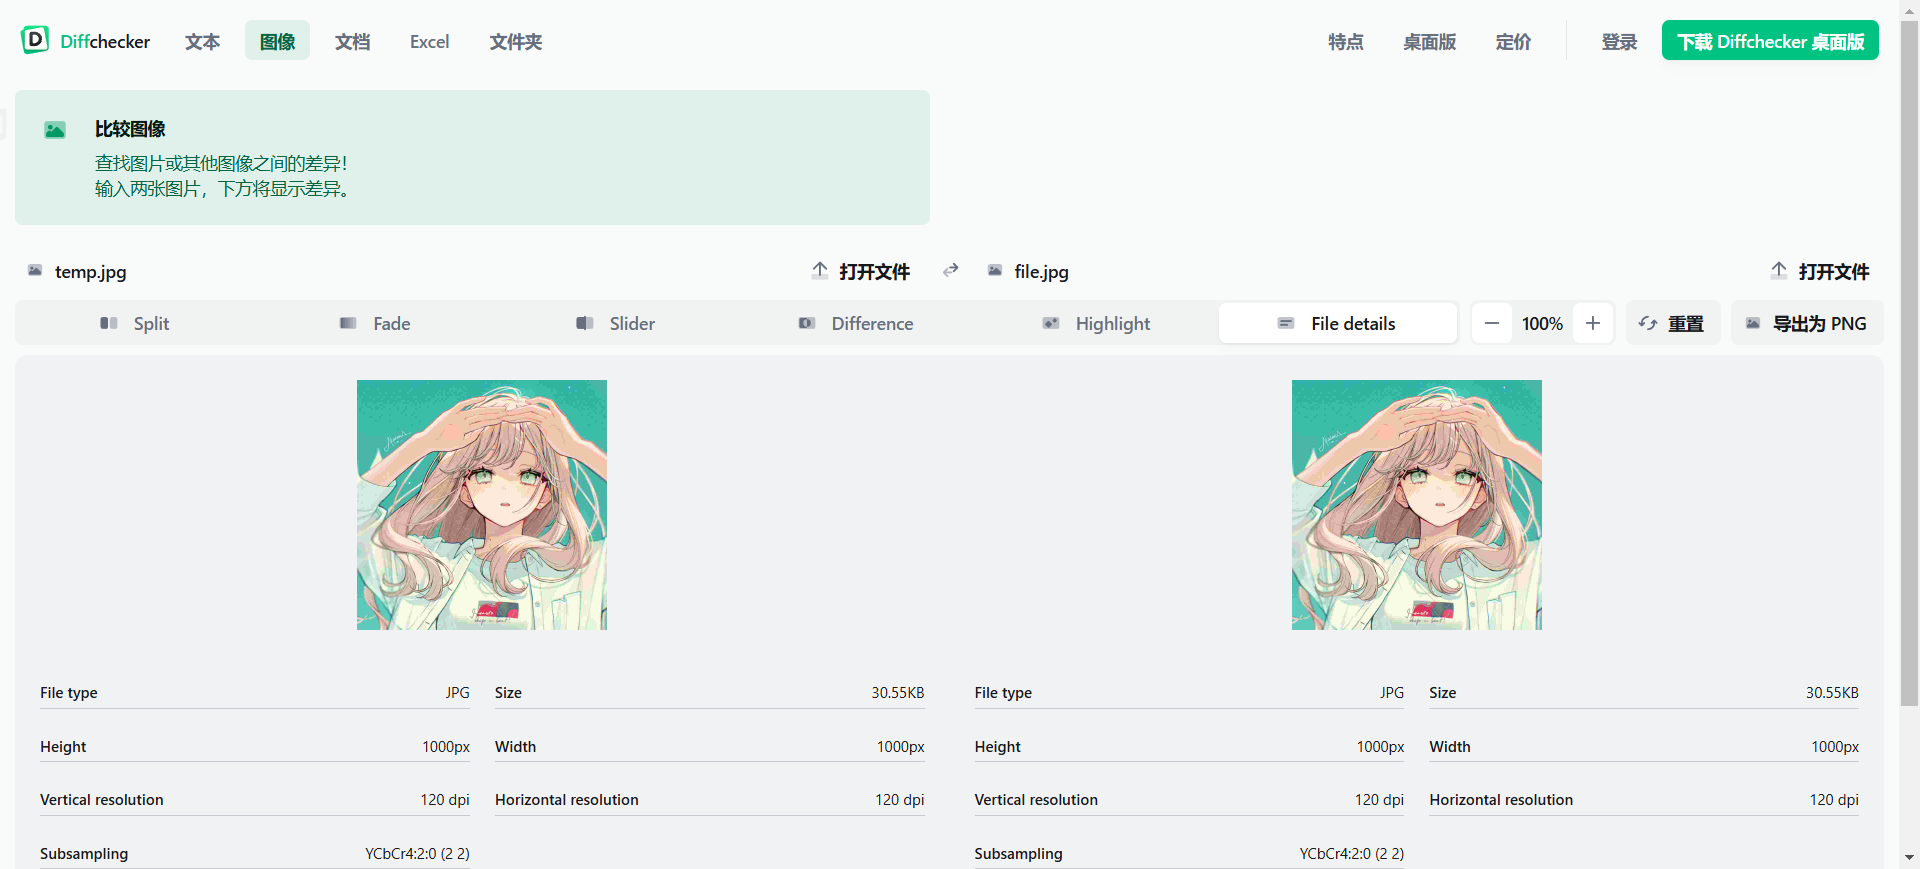 Diffchecker 文本 图像 文档 Excel 文件夹 特点 桌面版 定价 登录 下载 Diffchecker 桌面版
比较图像
查找图片或其他图像之间的差异！
输入两张图片，下方将显示差异。
temp.jpg 打开文件 file.jpg 打开文件
Split Fade Slider Difference Highlight File details 100% 重置 导出为 PNG
File type JPG Size 30.55KB File type JPG Size 30.55KB
Height 1000px Width 1000px Height 1000px Width 1000px
Vertical resolution 120 dpi Horizontal resolution 120 dpi Vertical resolution 120 dpi Horizontal resolution 120 dpi
Subsampling YCbCr4:2:0 (2 2) Subsampling YCbCr4:2:0 (2 2)